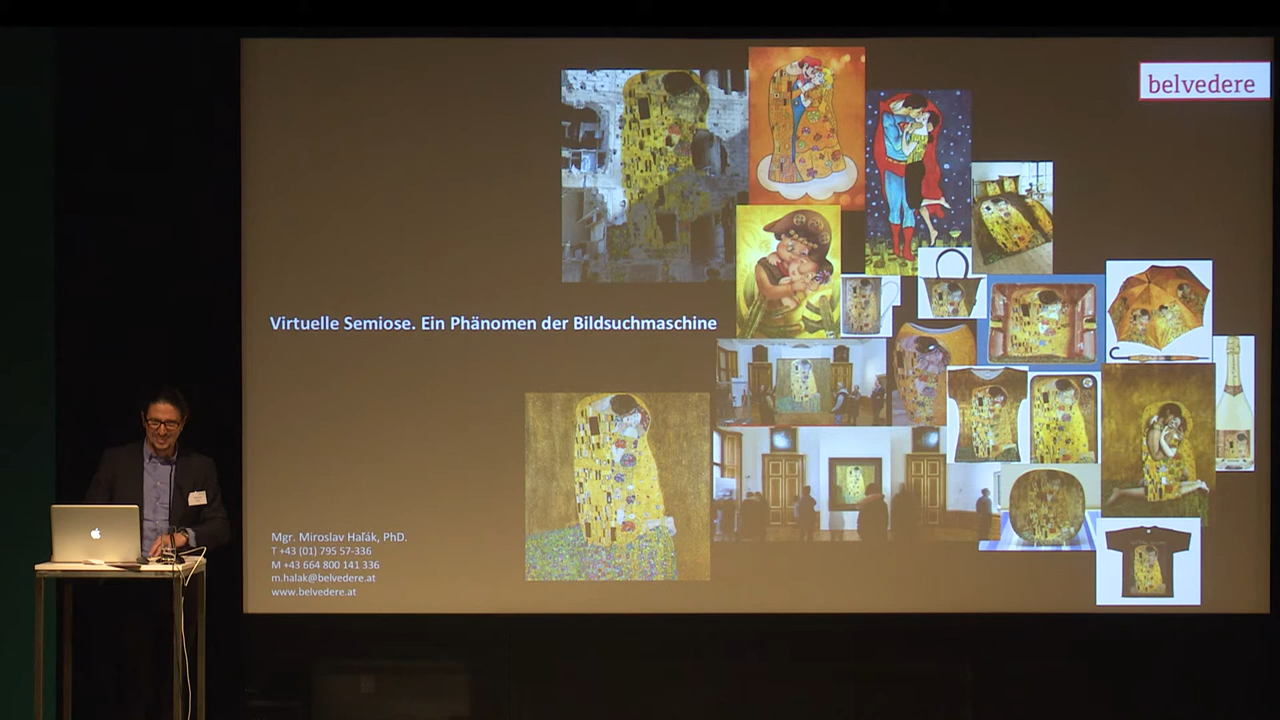 belvedere
Virtuelle Semiose. Ein Phänomen der Bildsuchmaschine
Mgr. Miroslav Haľák, PhD.
T +43 (01) 795 57-336
M +43 664 800 141 336
m.halak@belvedere.at
www.belvedere.at